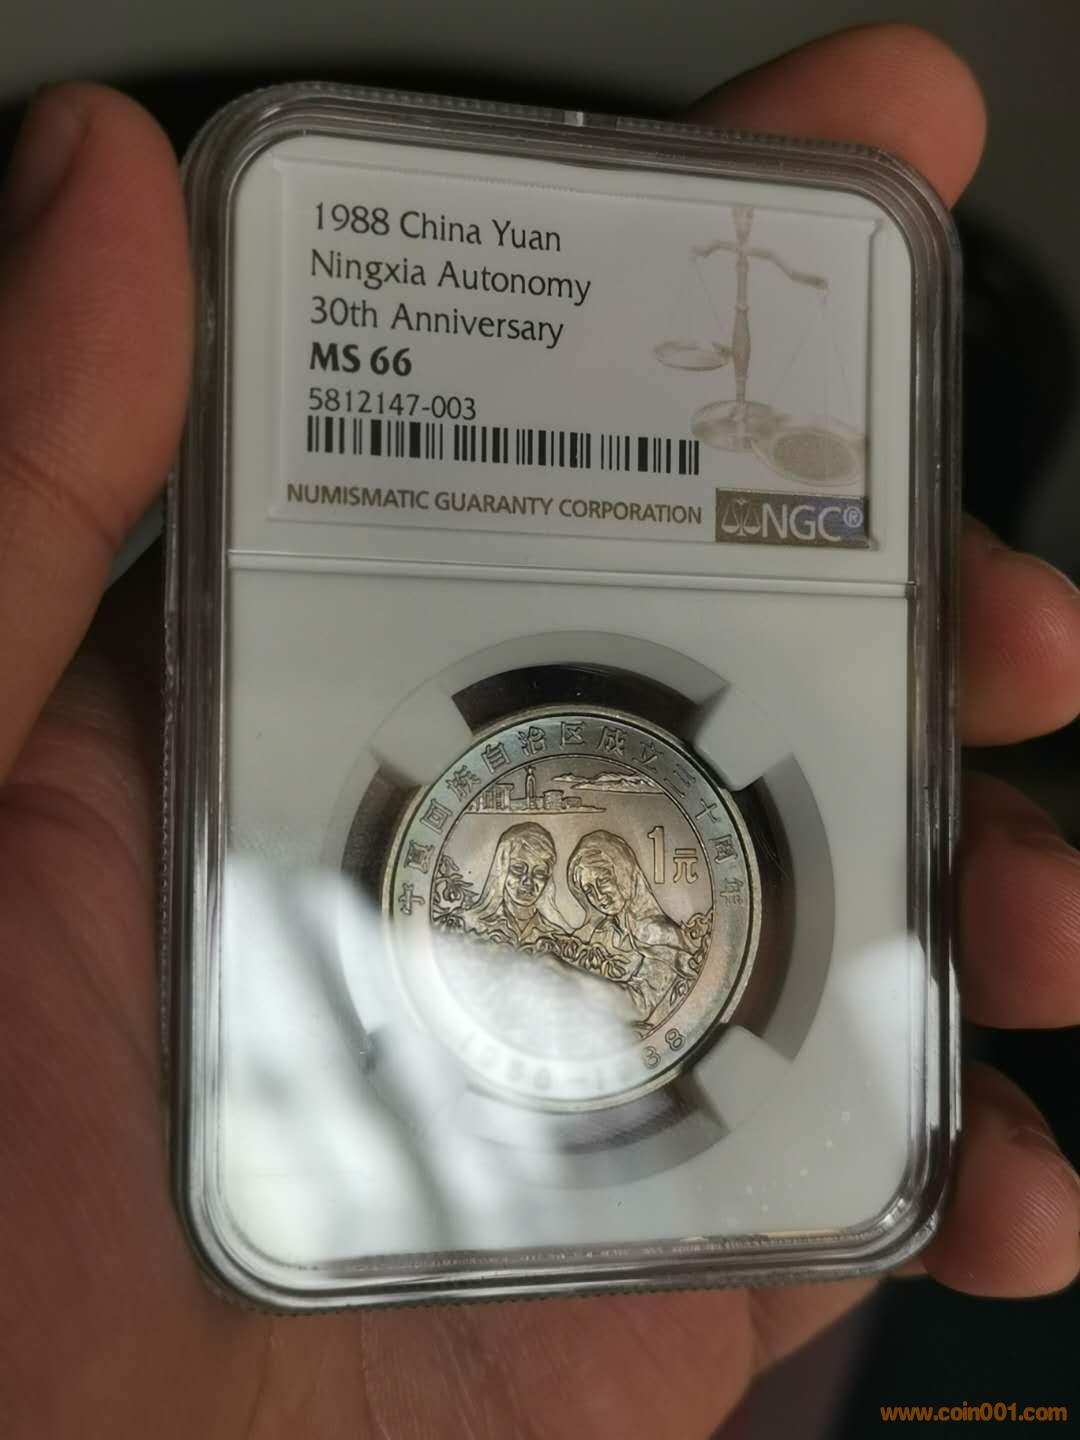 1988 China Yuan
Ningxia Autonomy
30th Anniversary
MS 66
5812147-003
NUMISMATIC GUARANTY CORPORATION
NGC®
宁夏回族自治区成立三十周年
1元
www.coin001.com